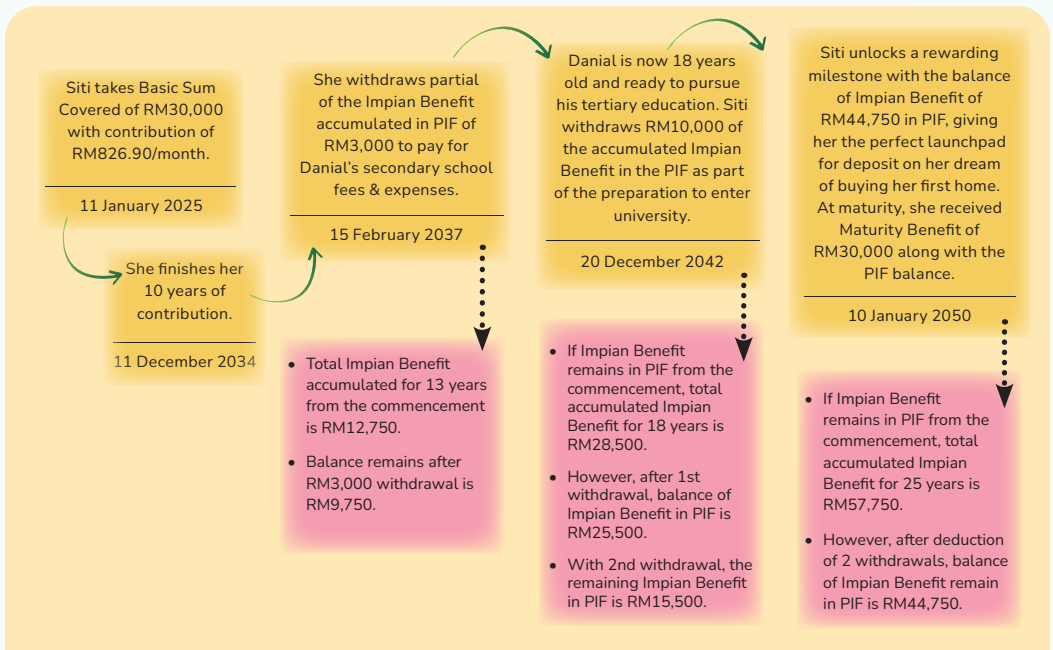 Siti takes Basic Sum
Covered of RM30,000
with contribution of
RM826.90/month.
11 January 2025
She finishes her
10 years of
contribution.
11 December 2034
She withdraws partial
of the Impian Benefit
accumulated in PIF of
RM3,000 to pay for
Danial’s secondary school
fees & expenses.
15 February 2037
• Total Impian Benefit
accumulated for 13 years
from the commencement
is RM12,750.
• Balance remains after
RM3,000 withdrawal is
RM9,750.
Danial is now 18 years
old and ready to pursue
his tertiary education. Siti
withdraws RM10,000 of
the accumulated Impian
Benefit in the PIF as part
of the preparation to enter
university.
20 December 2042
• If Impian Benefit
remains in PIF from the
commencement, total
accumulated Impian
Benefit for 18 years is
RM28,500.
• However, after 1st
withdrawal, balance of
Impian Benefit in PIF is
RM25,500.
• With 2nd withdrawal, the
remaining Impian Benefit
in PIF is RM15,500.
Siti unlocks a rewarding
milestone with the balance
of Impian Benefit of
RM44,750 in PIF, giving
her the perfect launchpad
for deposit on her dream
of buying her first home.
At maturity, she received
Maturity Benefit of
RM30,000 along with the
PIF balance.
10 January 2050
• If Impian Benefit
remains in PIF from the
commencement, total
accumulated Impian
Benefit for 25 years is
RM57,750.
• However, after deduction
of 2 withdrawals, balance
of Impian Benefit remain
in PIF is RM44,750.